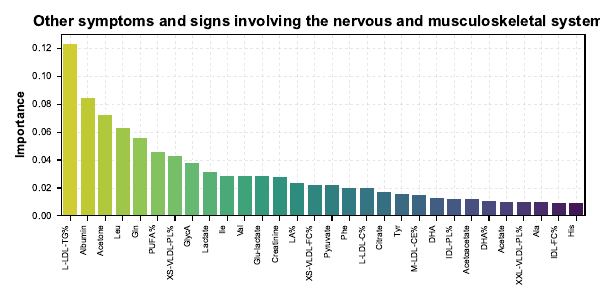 Other symptoms and signs involving the nervous and musculoskeletal system
Importance
0.12
0.10
0.08
0.06
0.04
0.02
0.00
L-LDL-TG%
Albumin
Acetone
Leu
Gln
PUFA%
XS-VLDL-PL%
GlycA
Lactate
Ile
Val
Glu-lactate
Creatinine
LA%
XS-VLDL-FC%
Pyruvate
Phe
L-LDL-C%
Citrate
Tyr
M-LDL-CE%
DHA
IDL-PL%
Acetoacetate
DHA%
Acetate
XXL-VLDL-PL%
Ala
IDL-FC%
His